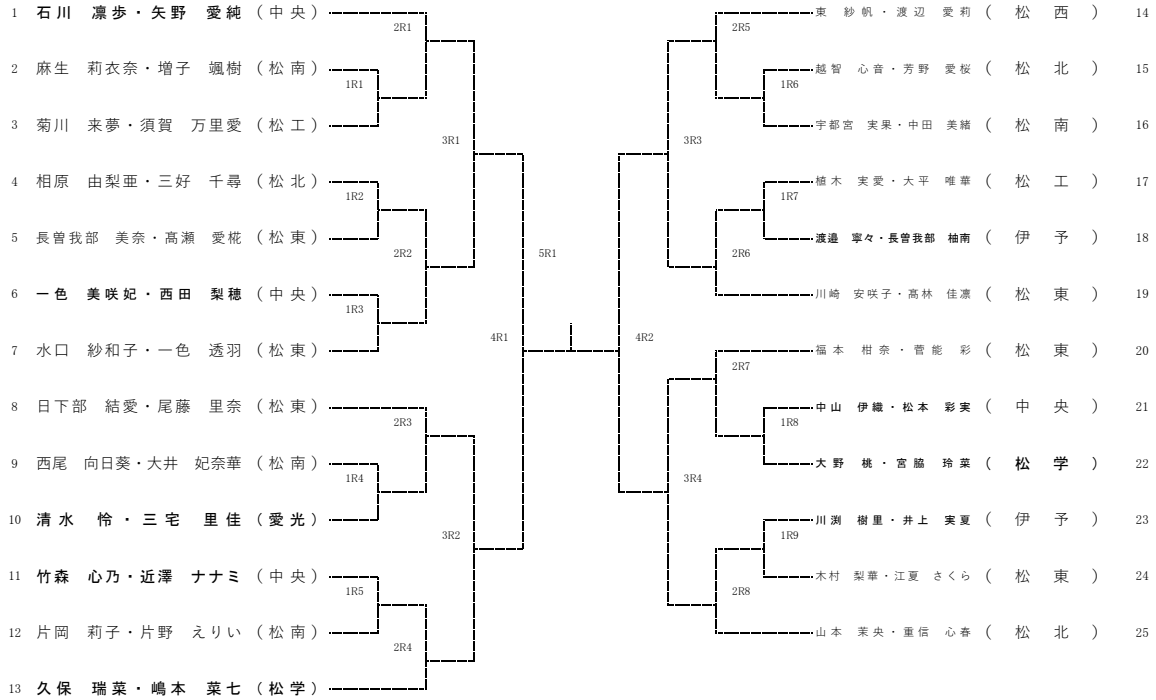 1 石川 凛歩・矢野 愛純 (中央)
2R1
2 麻生 莉衣奈・増子 颯樹 (松南)
1R1
3 菊川 来夢・須賀 万里愛 (松工)
3R1
4 相原 由梨亜・三好 千尋 (松北)
1R2
5 長曽我部 美奈・髙瀬 愛椛 (松東)
2R2
6 一色 美咲妃・西田 梨穂 (中央)
1R3
7 水口 紗和子・一色 透羽 (松東)
4R1
5R1
8 日下部 結愛・尾藤 里奈 (松東)
2R3
9 西尾 向日葵・大井 妃奈華 (松南)
1R4
10 清水 怜・三宅 里佳 (愛光)
3R2
11 竹森 心乃・近澤 ナナミ (中央)
1R5
12 片岡 莉子・片野 えりい (松南)
2R4
13 久保 瑞菜・嶋本 菜七 (松学)
東 紗帆・渡辺 愛莉 (松西) 14
2R5
越智 心音・芳野 愛桜 (松北) 15
1R6
宇都宮 実果・中田 美緒 (松南) 16
3R3
植木 実愛・大平 唯華 (松工) 17
1R7
渡邉 寧々・長曽我部 柚南 (伊予) 18
2R6
川崎 安咲子・髙林 佳凛 (松東) 19
4R2
福本 柑奈・菅能 彩 (松東) 20
2R7
中山 伊織・松本 彩実 (中央) 21
1R8
大野 桃・宮脇 玲菜 (松学) 22
3R4
川渕 樹里・井上 実夏 (伊予) 23
1R9
木村 梨華・江夏 さくら (松東) 24
2R8
山本 茉央・重信 心春 (松北) 25